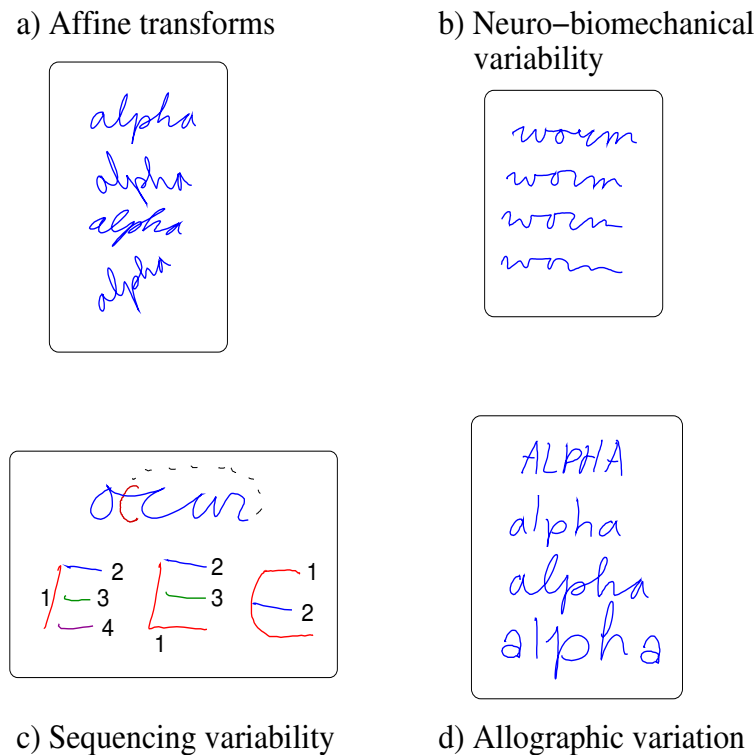 a) Affine transforms
alpha
alpha
alpha
alpha
b) Neuro-biomechanical
variability
worm
worm
worm
worm
occur
1 2 3 4
1 2 3
1 2
c) Sequencing variability
ALPHA
alpha
alpha
alpha
d) Allographic variation